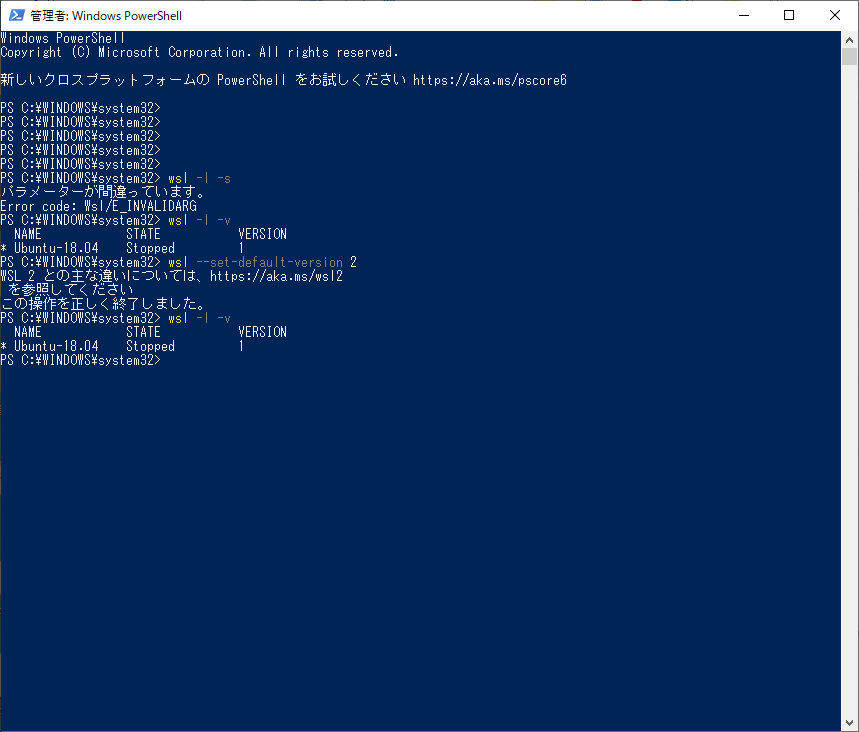 管理者: Windows PowerShell
Windows PowerShell
Copyright (C) Microsoft Corporation. All rights reserved.
新しいクロスプラットフォームの PowerShell をお試しください https://aka.ms/pscore6
PS C:¥WINDOWS¥system32>
PS C:¥WINDOWS¥system32>
PS C:¥WINDOWS¥system32>
PS C:¥WINDOWS¥system32>
PS C:¥WINDOWS¥system32>
PS C:¥WINDOWS¥system32> wsl -l -s
パラメーターが間違っています。
Error code: Wsl/E_INVALIDARG
PS C:¥WINDOWS¥system32> wsl -l -v
NAME STATE VERSION
* Ubuntu-18.04 Stopped 1
PS C:¥WINDOWS¥system32> wsl --set-default-version 2
WSL 2 との主な違いについては、https://aka.ms/wsl2
を参照してください
この操作を正しく終了しました。
PS C:¥WINDOWS¥system32> wsl -l -v
NAME STATE VERSION
* Ubuntu-18.04 Stopped 1
PS C:¥WINDOWS¥system32>